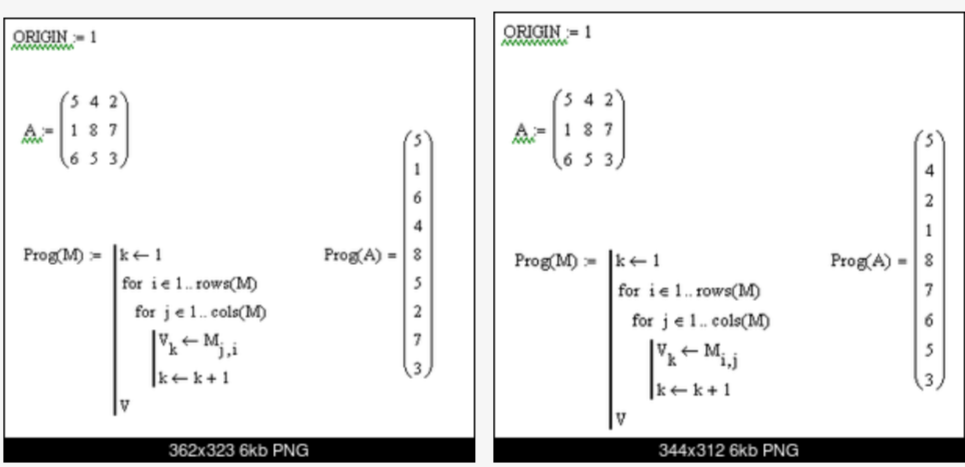 ORIGIN := 1
A := (5 4 2
1 8 7
6 5 3)
Prog(M) := k ← 1
for i ∈ 1.. rows(M)
for j ∈ 1.. cols(M)
V_k ← M_j,i
k ← k + 1
V
Prog(A) = (5
1
6
4
8
5
2
7
3)
362x323 6kb PNG
ORIGIN := 1
A := (5 4 2
1 8 7
6 5 3)
Prog(M) := k ← 1
for i ∈ 1.. rows(M)
for j ∈ 1.. cols(M)
V_k ← M_i,j
k ← k + 1
V
Prog(A) = (5
4
2
1
8
7
6
5
3)
344x312 6kb PNG